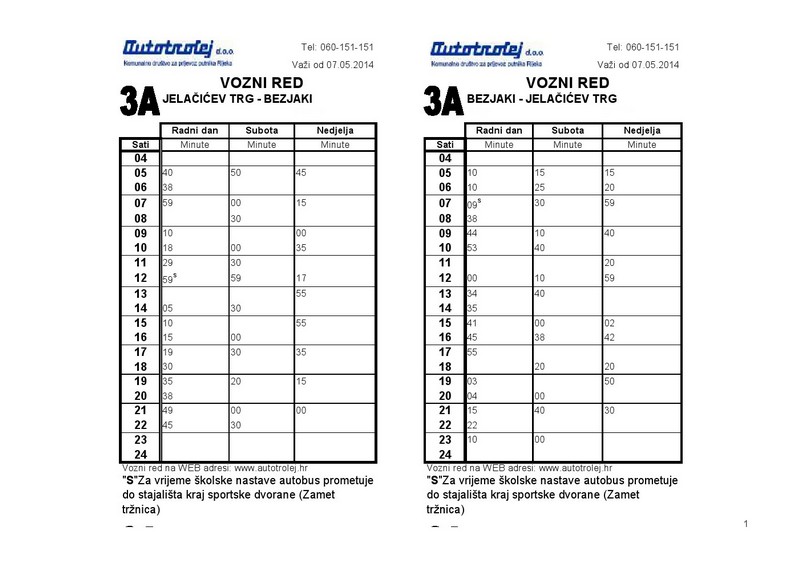 Autotrolej d.o.o.
Komunalno društvo za prijevoz putnika Rijeka
Tel: 060-151-151
Važi od 07.05.2014
VOZNI RED
3A JELAČIĆEV TRG - BEZJAKI
Radni dan Subota Nedjelja
Sati Minute Minute Minute
04
05 40 50 45
06 38
07 59 00 15
08 30
09 10 00
10 18 00 35
11 29 30
12 59s 59 17
13 55
14 05 30
15 10 55
16 15 00
17 19 30 35
18 30
19 35 20 15
20 38
21 49 00 00
22 45 30
23
24
Vozni red na WEB adresi: www.autotrolej.hr
"S"Za vrijeme školske nastave autobus prometuje
do stajališta kraj sportske dvorane (Zamet
tržnica)
Autotrolej d.o.o.
Komunalno društvo za prijevoz putnika Rijeka
Tel: 060-151-151
Važi od 07.05.2014
VOZNI RED
3A BEZJAKI - JELAČIĆEV TRG
Radni dan Subota Nedjelja
Sati Minute Minute Minute
04
05 10 15 15
06 10 25 20
07 09s 30 59
08 38
09 44 10 40
10 53 40
11 20
12 00 10 59
13 34 40
14 35
15 41 00 02
16 45 38 42
17 55
18 20 20
19 03 50
20 04 00
21 15 40 30
22 22
23 10 00
24
Vozni red na WEB adresi: www.autotrolej.hr
"S"Za vrijeme školske nastave autobus prometuje
do stajališta kraj sportske dvorane (Zamet
tržnica)
1